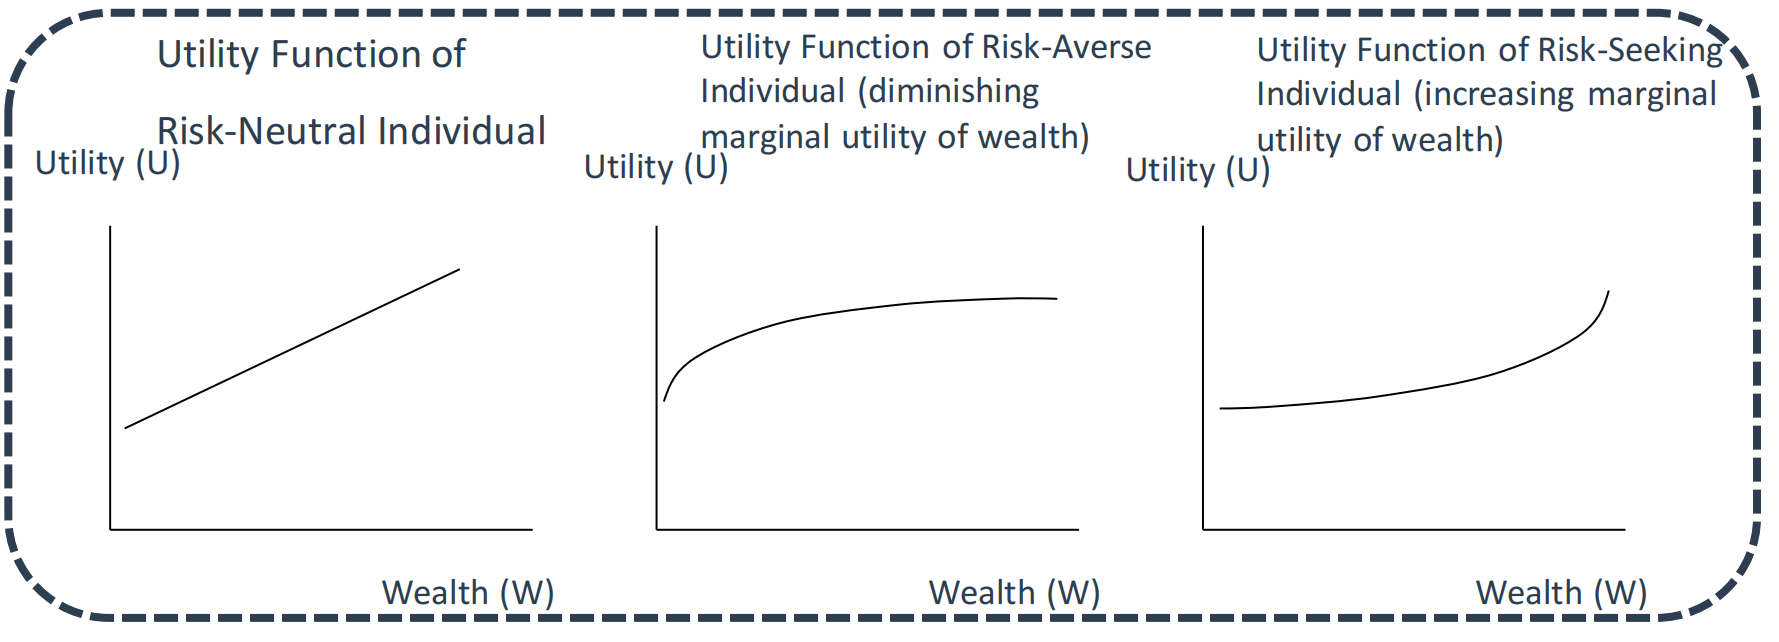 Utility Function of
Risk-Neutral Individual
Utility (U)
Wealth (W)
Utility Function of Risk-Averse
Individual (diminishing
marginal utility of wealth)
Utility (U)
Wealth (W)
Utility Function of Risk-Seeking
Individual (increasing marginal
utility of wealth)
Utility (U)
Wealth (W)